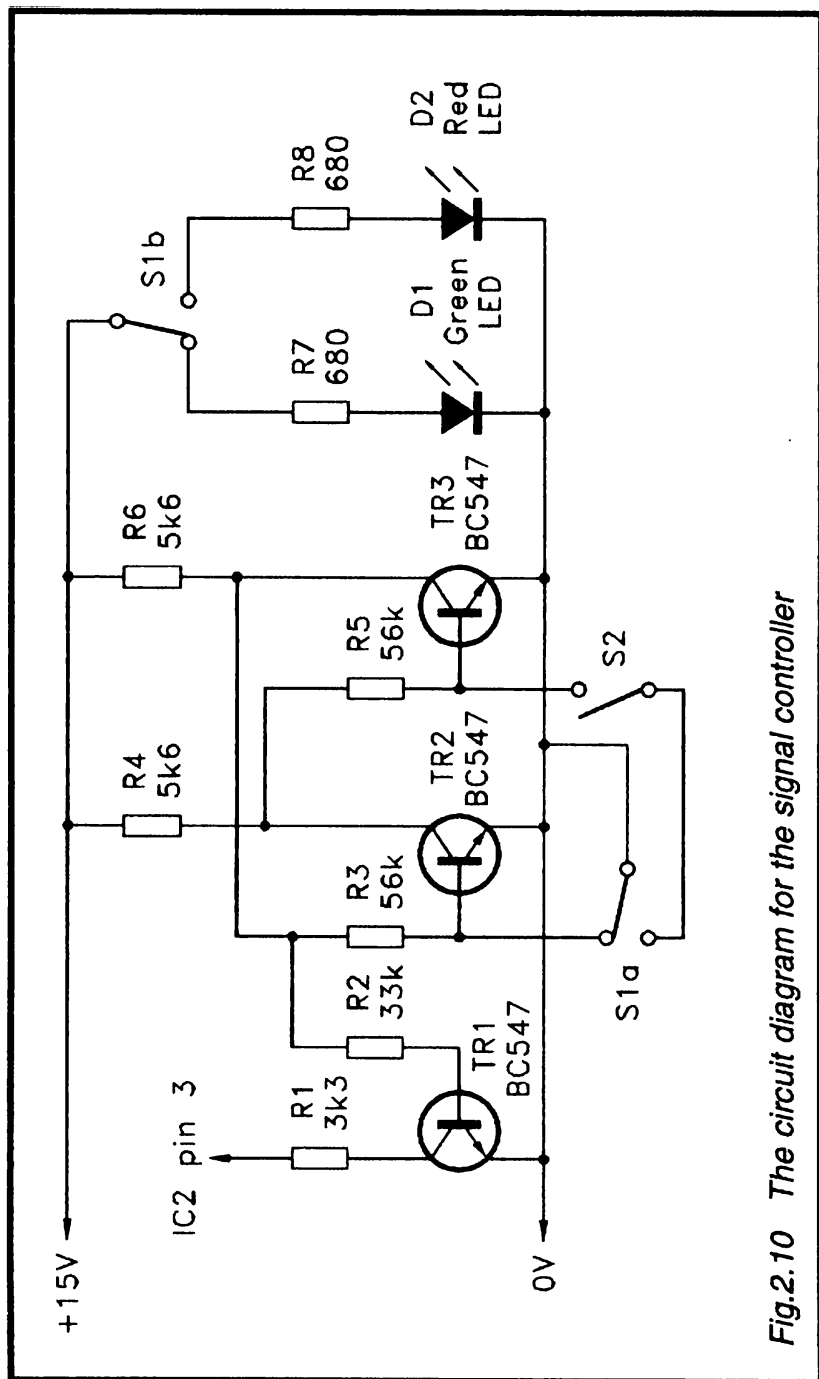 +15V
IC2 pin 3
R1
3k3
TR1
BC547
R2
33k
R3
56k
TR2
BC547
R4
5k6
R5
56k
TR3
BC547
R6
5k6
S1b
R7
680
R8
680
D1
Green
LED
D2
Red
LED
0V
S1a
S2
Fig.2.10 The circuit diagram for the signal controller